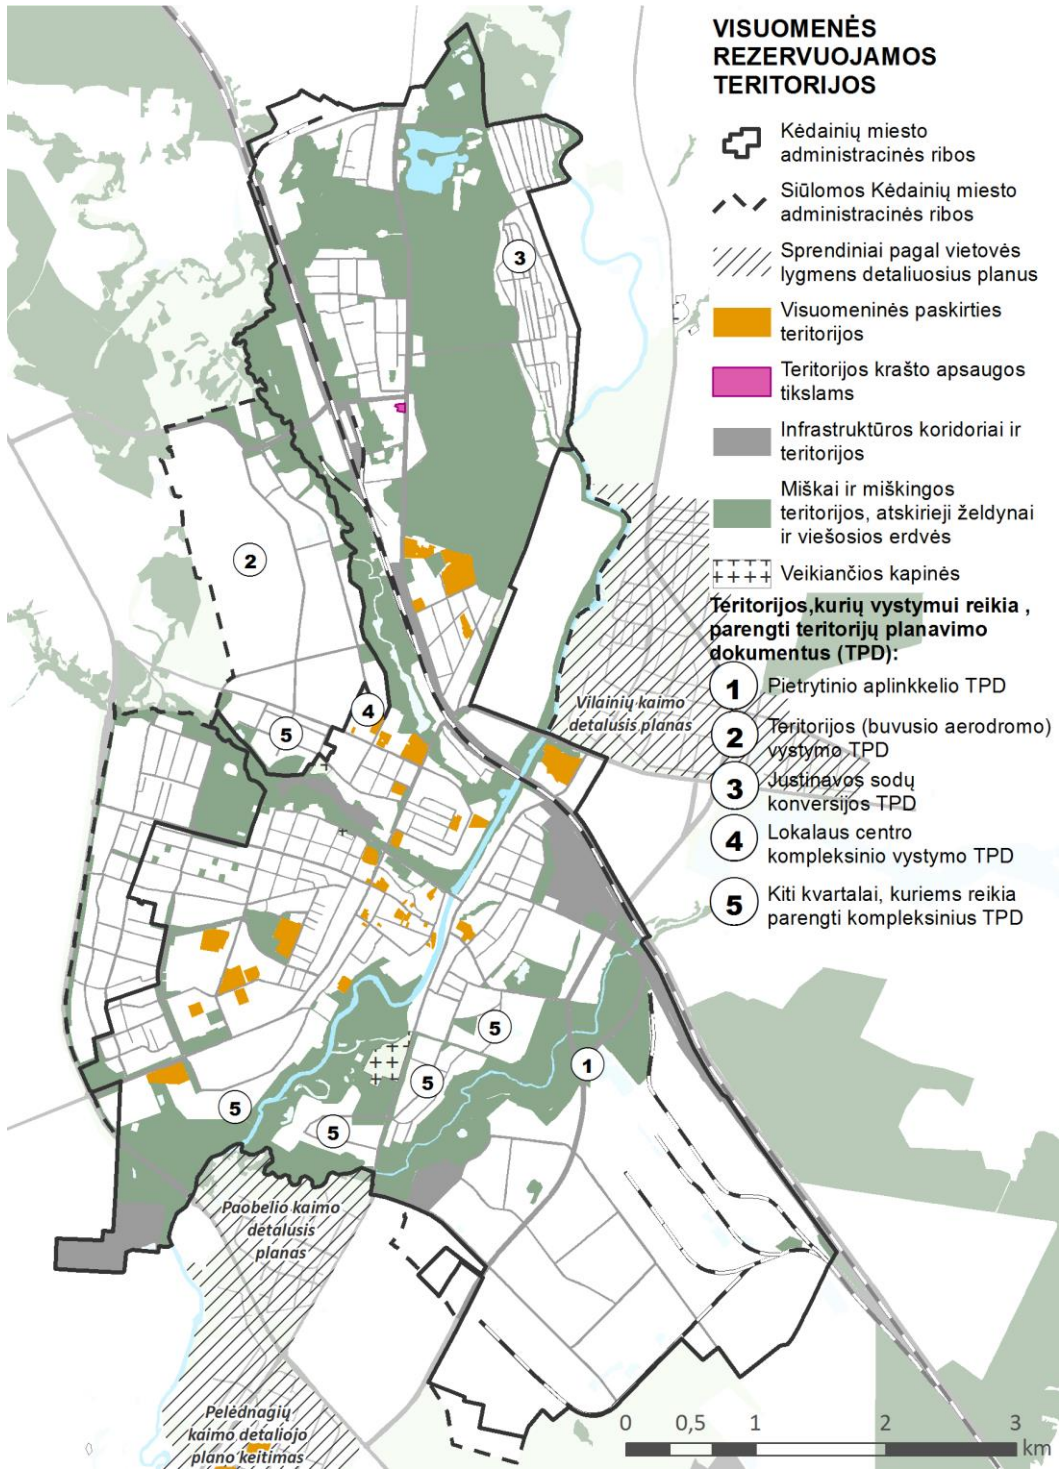 VISUOMENĖS
REZERVUOJAMOS
TERITORIJOS
Kėdainių miesto
administracinės ribos
Siūlomos Kėdainių miesto
administracinės ribos
Sprendiniai pagal vietovės
lygmens detaliuosius planus
Visuomeninės paskirties
teritorijos
Teritorijos krašto apsaugos
tikslams
Infrastruktūros koridoriai ir
teritorijos
Miškai ir miškingos
teritorijos, atskirieji želdynai
ir viešosios erdvės
Veikiančios kapinės
Teritorijos,kurių vystymui reikia ,
parengti teritorijų planavimo
dokumentus (TPD):
1 Pietrytinio aplinkkelio TPD
2 Teritorijos (buvusio aerodromo)
vystymo TPD
3 Justinavos sodų
konversijos TPD
4 Lokalaus centro
kompleksinio vystymo TPD
5 Kiti kvartalai, kuriems reikia
parengti kompleksinius TPD
3
2
4
5
Vilainių kaimo
detalusis planas
5
1
5
5
5
Paobelio kaimo
detalusis
planas
Pelėdnagių
kaimo detaliojo
plano keitimas
0 0,5 1 2 3
km